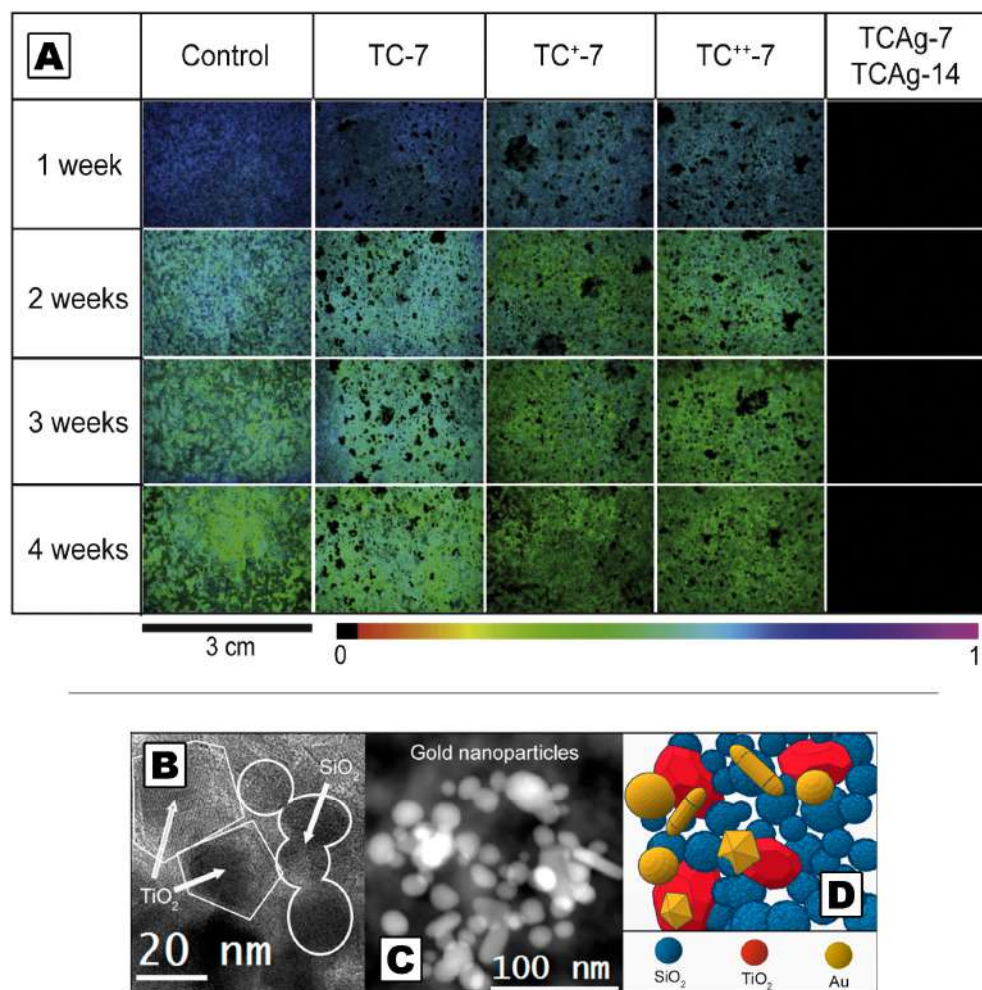 A
Control
TC-7
TC⁺-7
TC⁺⁺-7
TCAg-7
TCAg-14
1 week
2 weeks
3 weeks
4 weeks
3 cm
0
1
B
SiO₂
TiO₂
20 nm
Gold nanoparticles
C
100 nm
D
SiO₂
TiO₂
Au